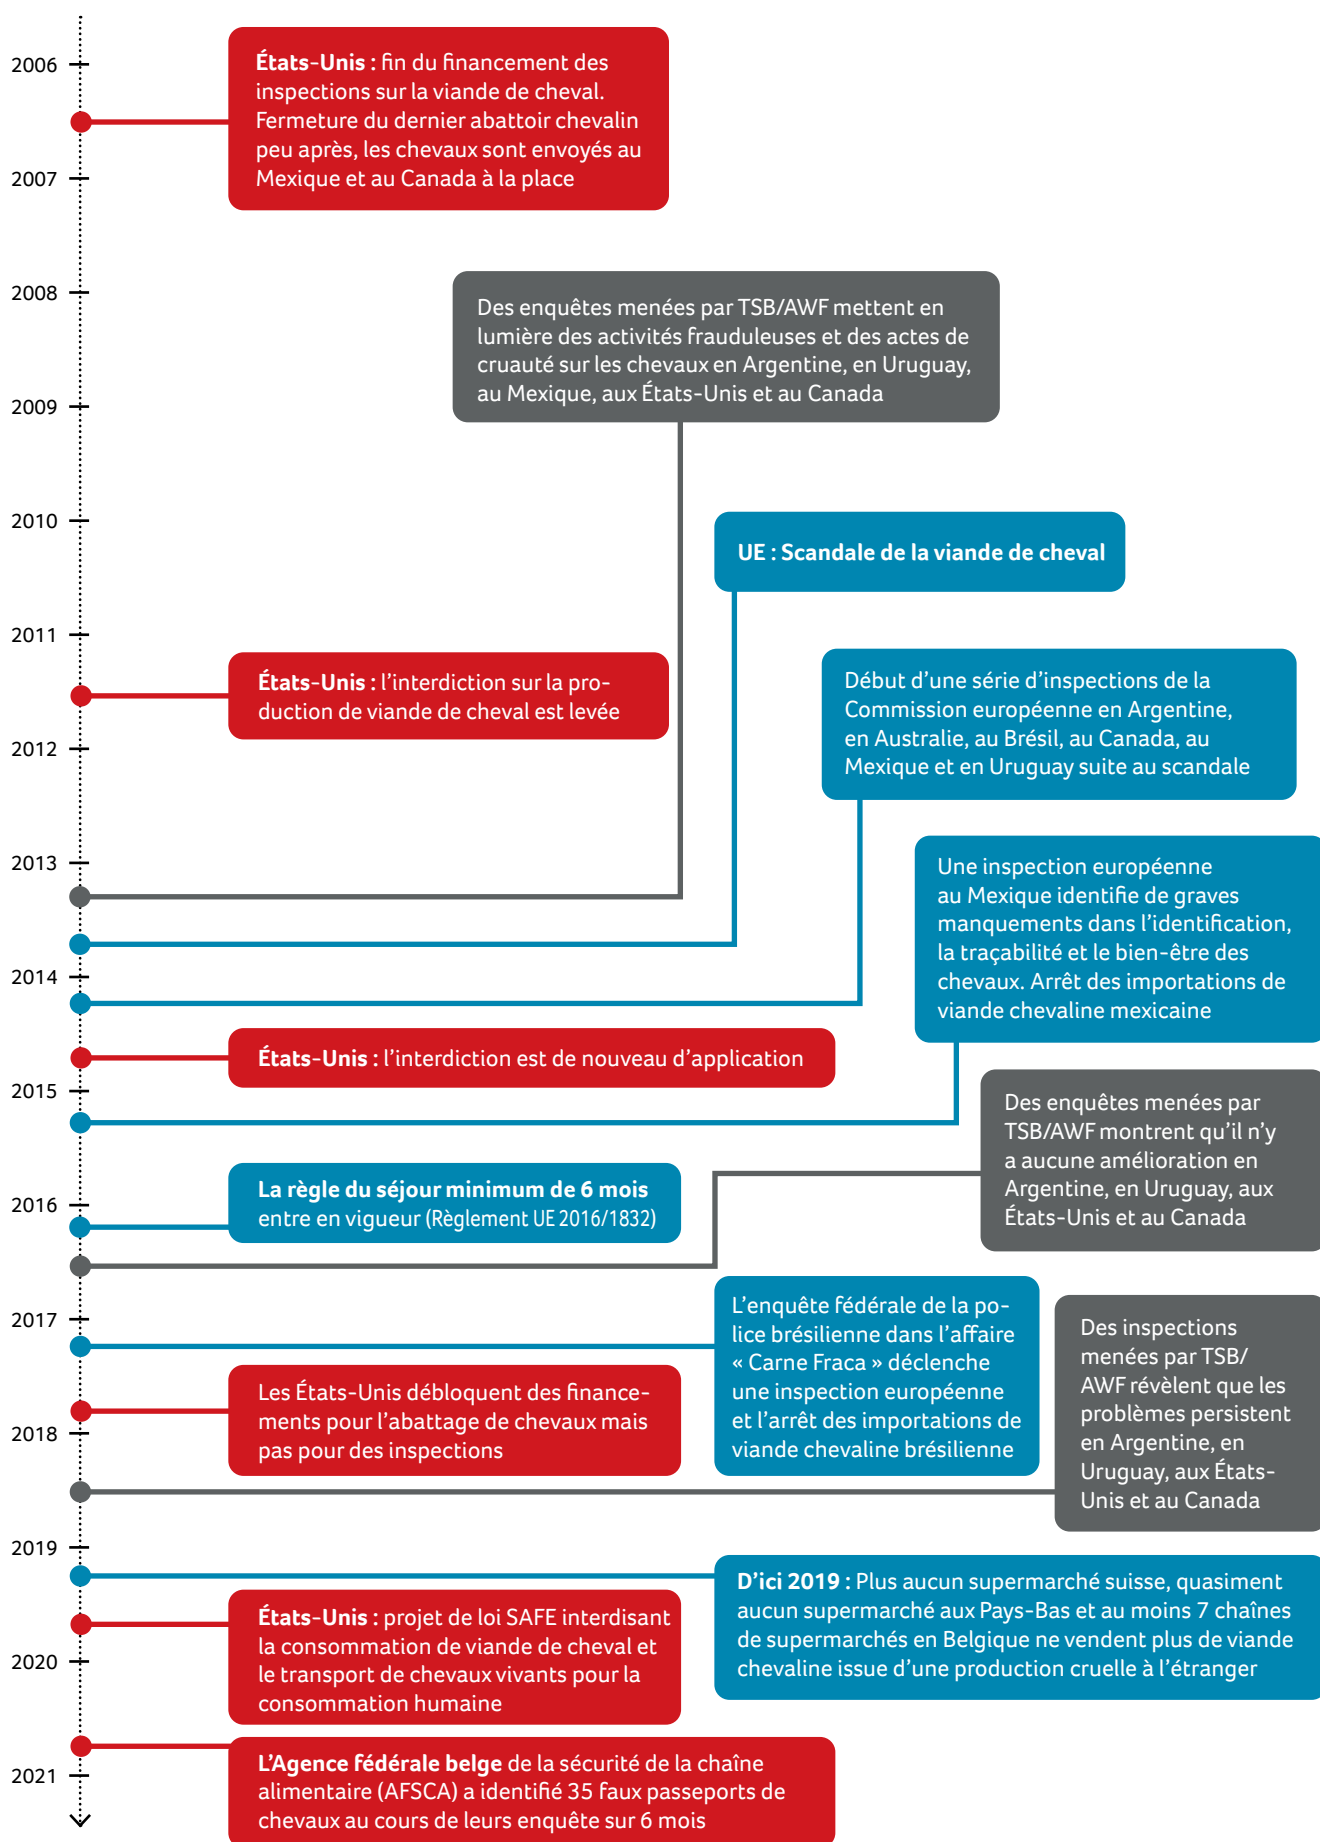 2006
États-Unis : fin du financement des
inspections sur la viande de cheval.
Fermeture du dernier abattoir chevalin
peu après, les chevaux sont envoyés au
Mexique et au Canada à la place
2007
2008
Des enquêtes menées par TSB/AWF mettent en
lumière des activités frauduleuses et des actes de
cruauté sur les chevaux en Argentine, en Uruguay,
au Mexique, aux États-Unis et au Canada
2009
2010
UE : Scandale de la viande de cheval
2011
États-Unis : l'interdiction sur la pro-
duction de viande de cheval est levée
Début d'une série d'inspections de la
Commission européenne en Argentine,
en Australie, au Brésil, au Canada, au
Mexique et en Uruguay suite au scandale
2012
2013
Une inspection européenne
au Mexique identifie de graves
manquements dans l'identification,
la traçabilité et le bien-être des
chevaux. Arrêt des importations de
viande chevaline mexicaine
2014
États-Unis : l'interdiction est de nouveau d'application
2015
Des enquêtes menées par
TSB/AWF montrent qu'il n'y
a aucune amélioration en
Argentine, en Uruguay, aux
États-Unis et au Canada
La règle du séjour minimum de 6 mois
entre en vigueur (Règlement UE 2016/1832)
2016
2017
L'enquête fédérale de la po-
lice brésilienne dans l'affaire
« Carne Fraca » déclenche
une inspection européenne
et l'arrêt des importations de
viande chevaline brésilienne
Des inspections
menées par TSB/
AWF révèlent que les
problèmes persistent
en Argentine, en
Uruguay, aux États-
Unis et au Canada
Les États-Unis débloquent des finance-
ments pour l'abattage de chevaux mais
pas pour des inspections
2018
2019
D'ici 2019 : Plus aucun supermarché suisse, quasiment
aucun supermarché aux Pays-Bas et au moins 7 chaînes
de supermarchés en Belgique ne vendent plus de viande
chevaline issue d'une production cruelle à l'étranger
États-Unis : projet de loi SAFE interdisant
la consommation de viande de cheval et
le transport de chevaux vivants pour la
consommation humaine
2020
L'Agence fédérale belge de la sécurité de la chaîne
alimentaire (AFSCA) a identifié 35 faux passeports de
chevaux au cours de leurs enquête sur 6 mois
2021